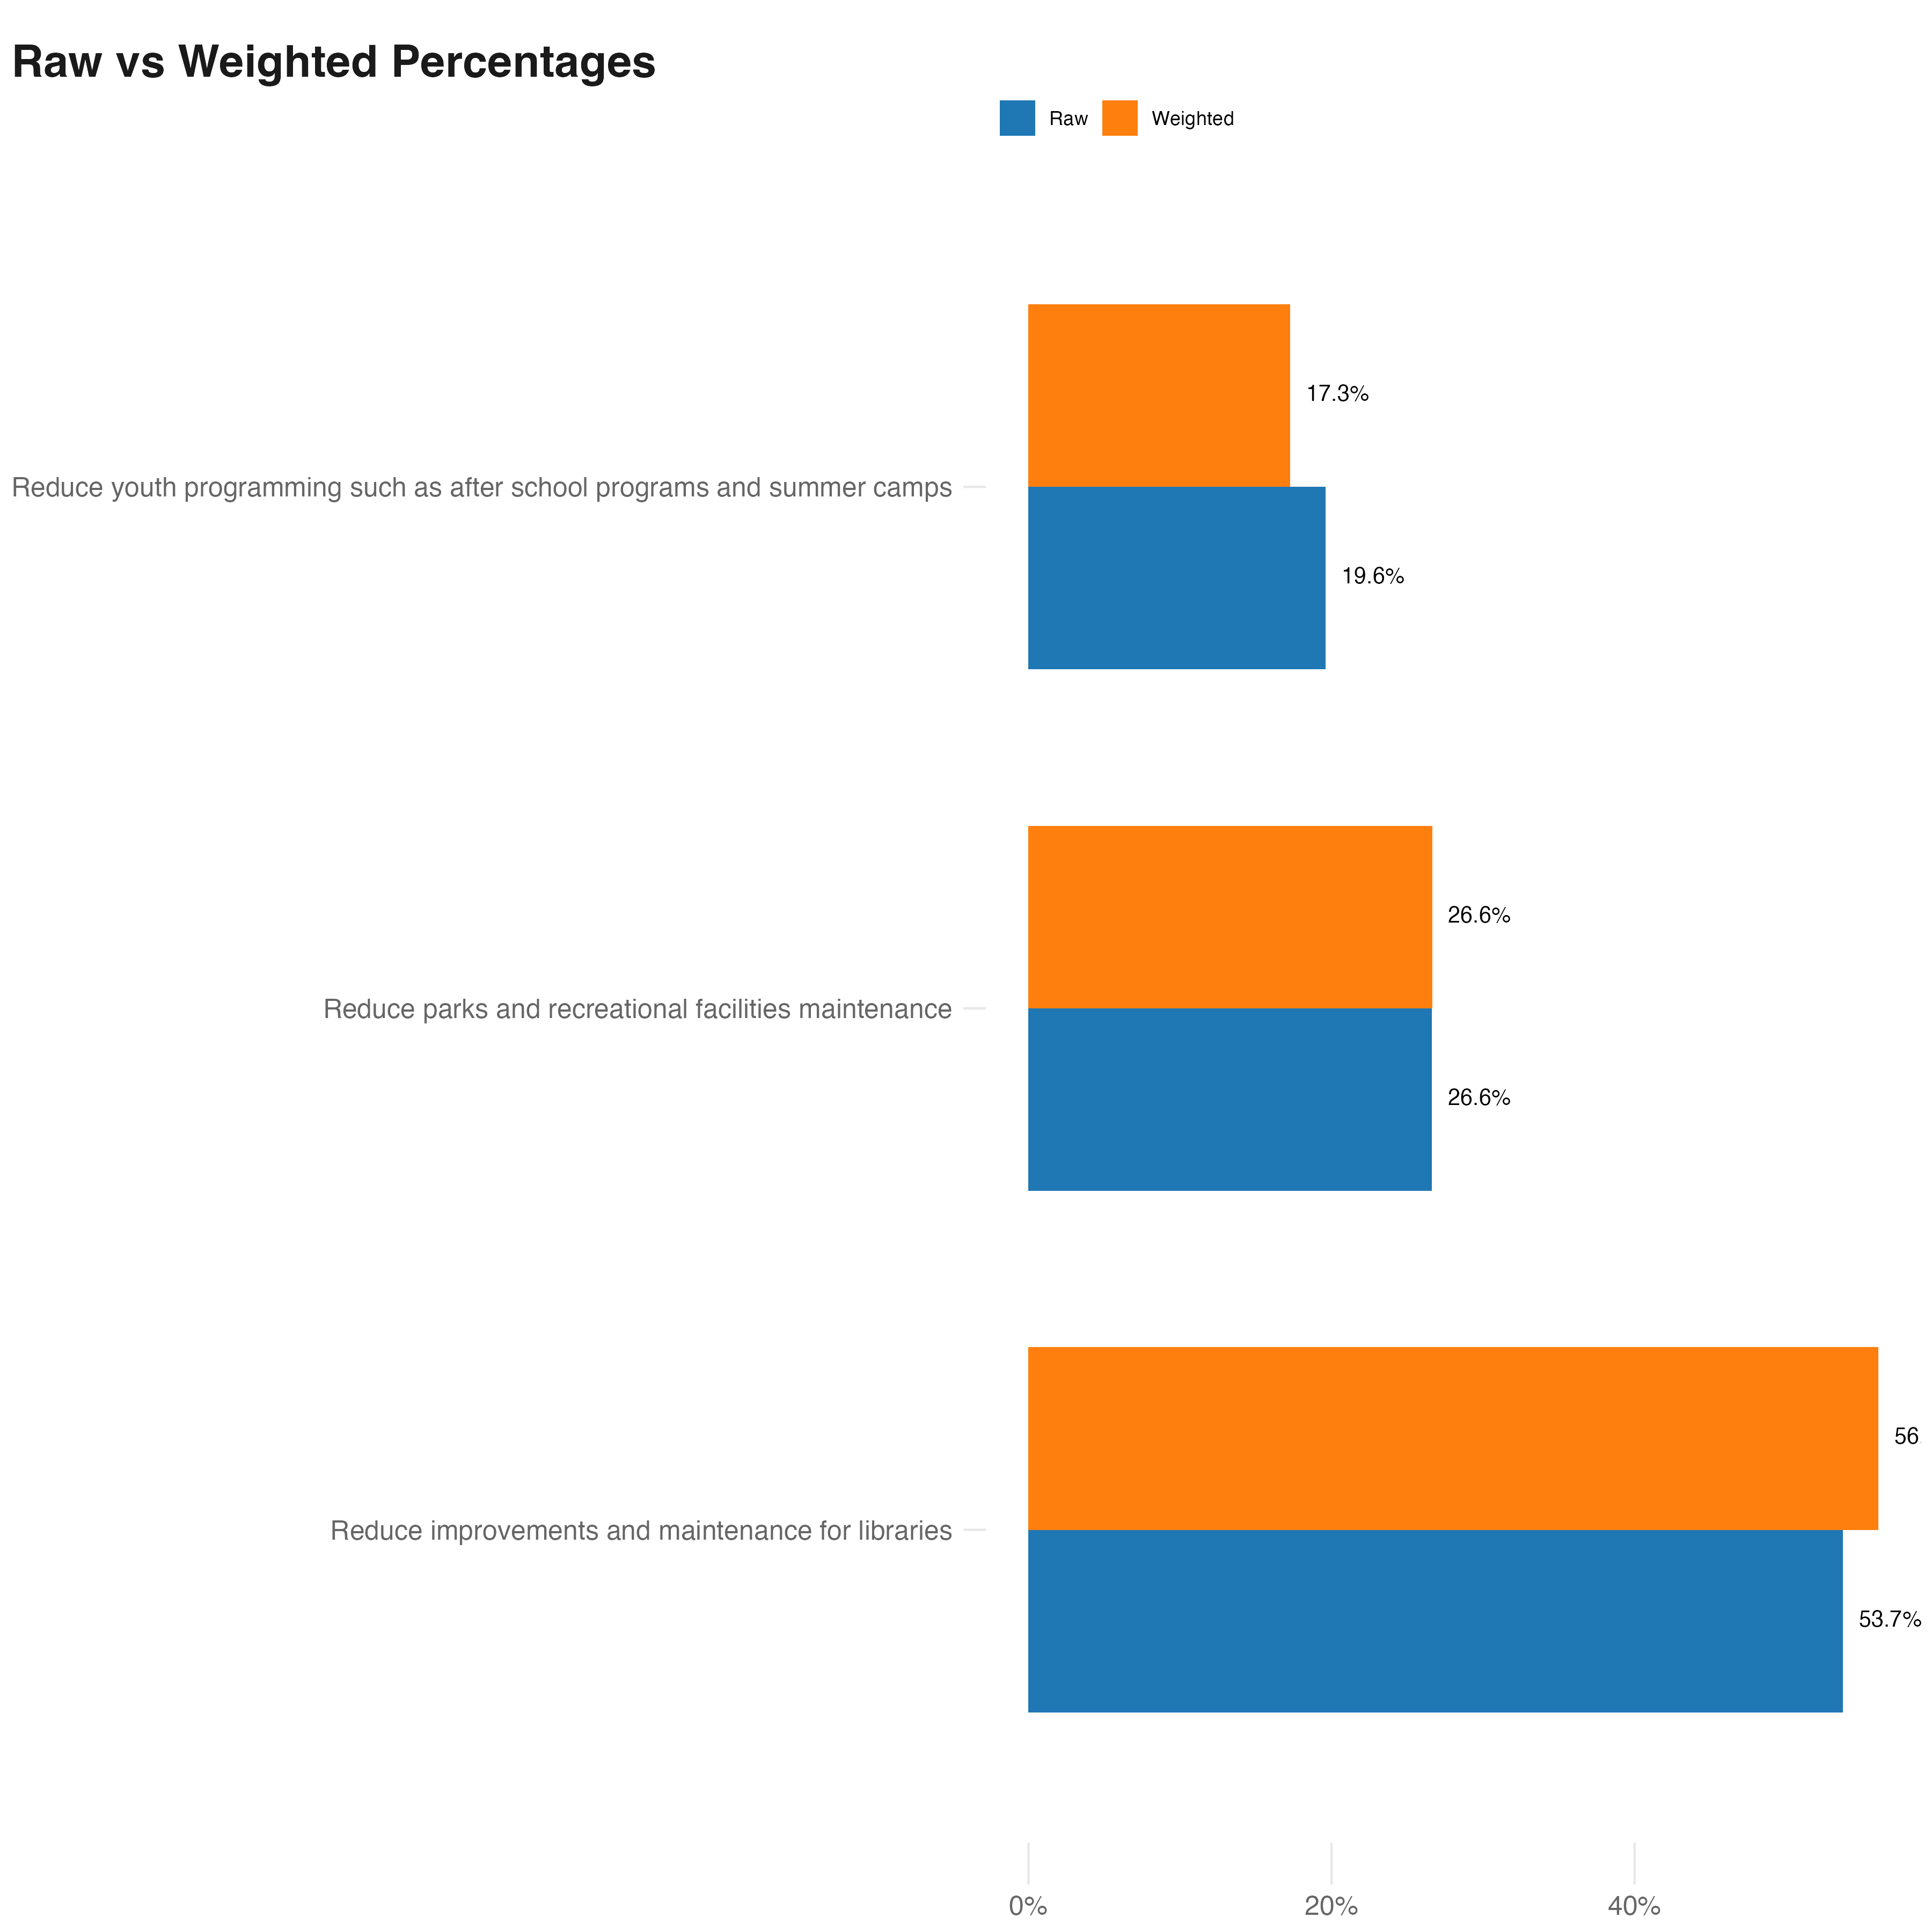 Raw vs Weighted Percentages
Raw Weighted
17.3%
Reduce youth programming such as after school programs and summer camps
19.6%
26.6%
Reduce parks and recreational facilities maintenance
26.6%
56.
Reduce improvements and maintenance for libraries
53.7%
0% 20% 40%